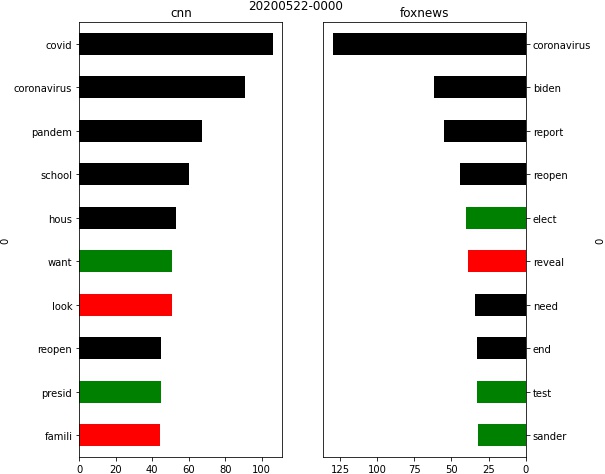 20200522-0000
cnn
foxnews
covid
coronavirus
pandem
school
hous
want
look
reopen
presid
famili
0 20 40 60 80 100
0
coronavirus
biden
report
reopen
elect
reveal
need
end
test
sander
125 100 75 50 25 0
0